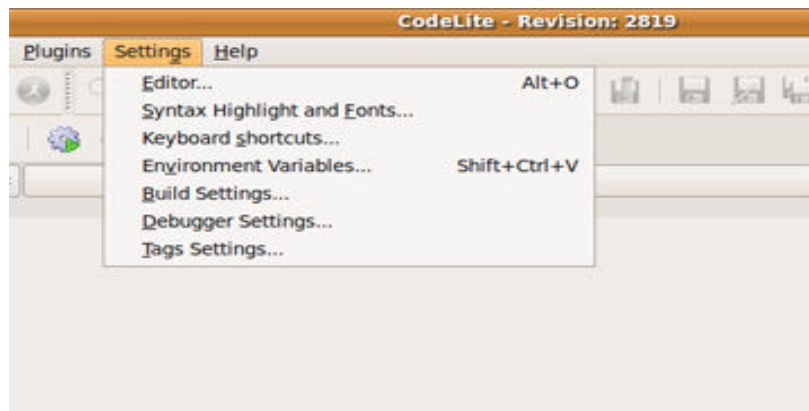 CodeLite - Revision: 2819
Plugins Settings Help
Editor... Alt+O
Syntax Highlight and Fonts...
Keyboard shortcuts...
Environment Variables... Shift+Ctrl+V
Build Settings...
Debugger Settings...
Tags Settings...